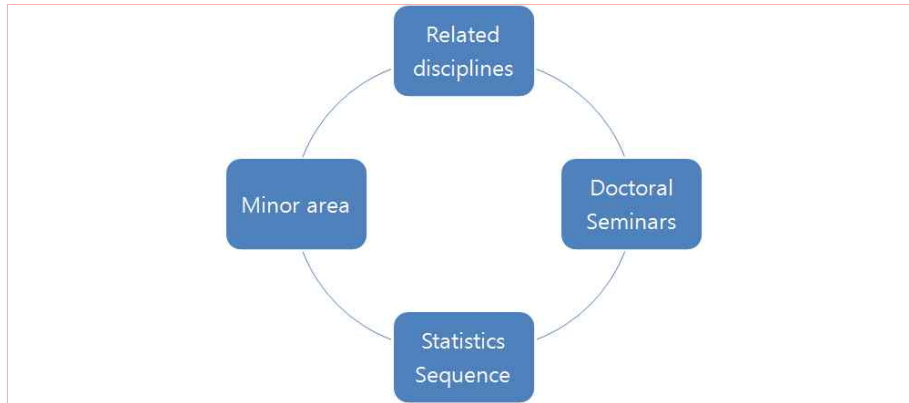 Related
disciplines
Minor area
Doctoral
Seminars
Statistics
Sequence